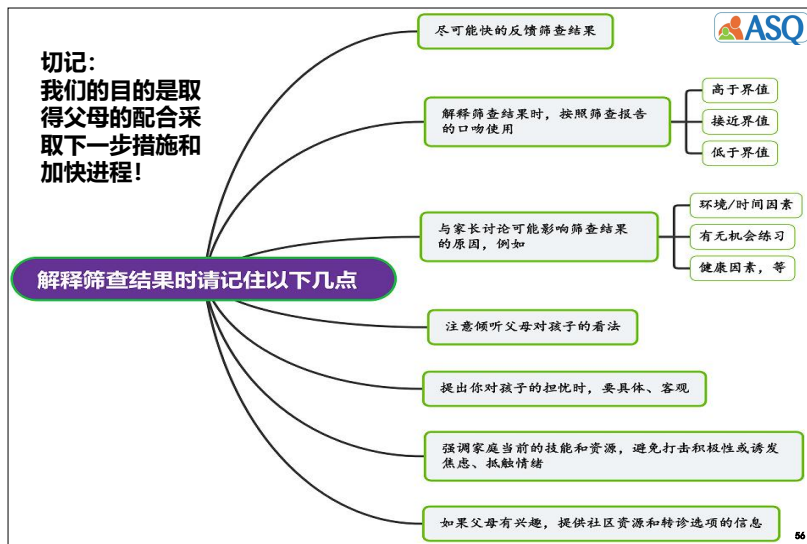 ASQ
切记：
我们的目的是取
得父母的配合采
取下一步措施和
加快进程！
解释筛查结果时请记住以下几点
尽可能快的反馈筛查结果
解释筛查结果时，按照筛查报告
的口吻使用
高于界值
接近界值
低于界值
与家长讨论可能影响筛查结果
的原因，例如
环境/时间因素
有无机会练习
健康因素，等
注意倾听父母对孩子的看法
提出你对孩子的担忧时，要具体、客观
强调家庭当前的技能和资源，避免打击积极性或诱发
焦虑、抵触情绪
如果父母有兴趣，提供社区资源和转诊选项的信息
56